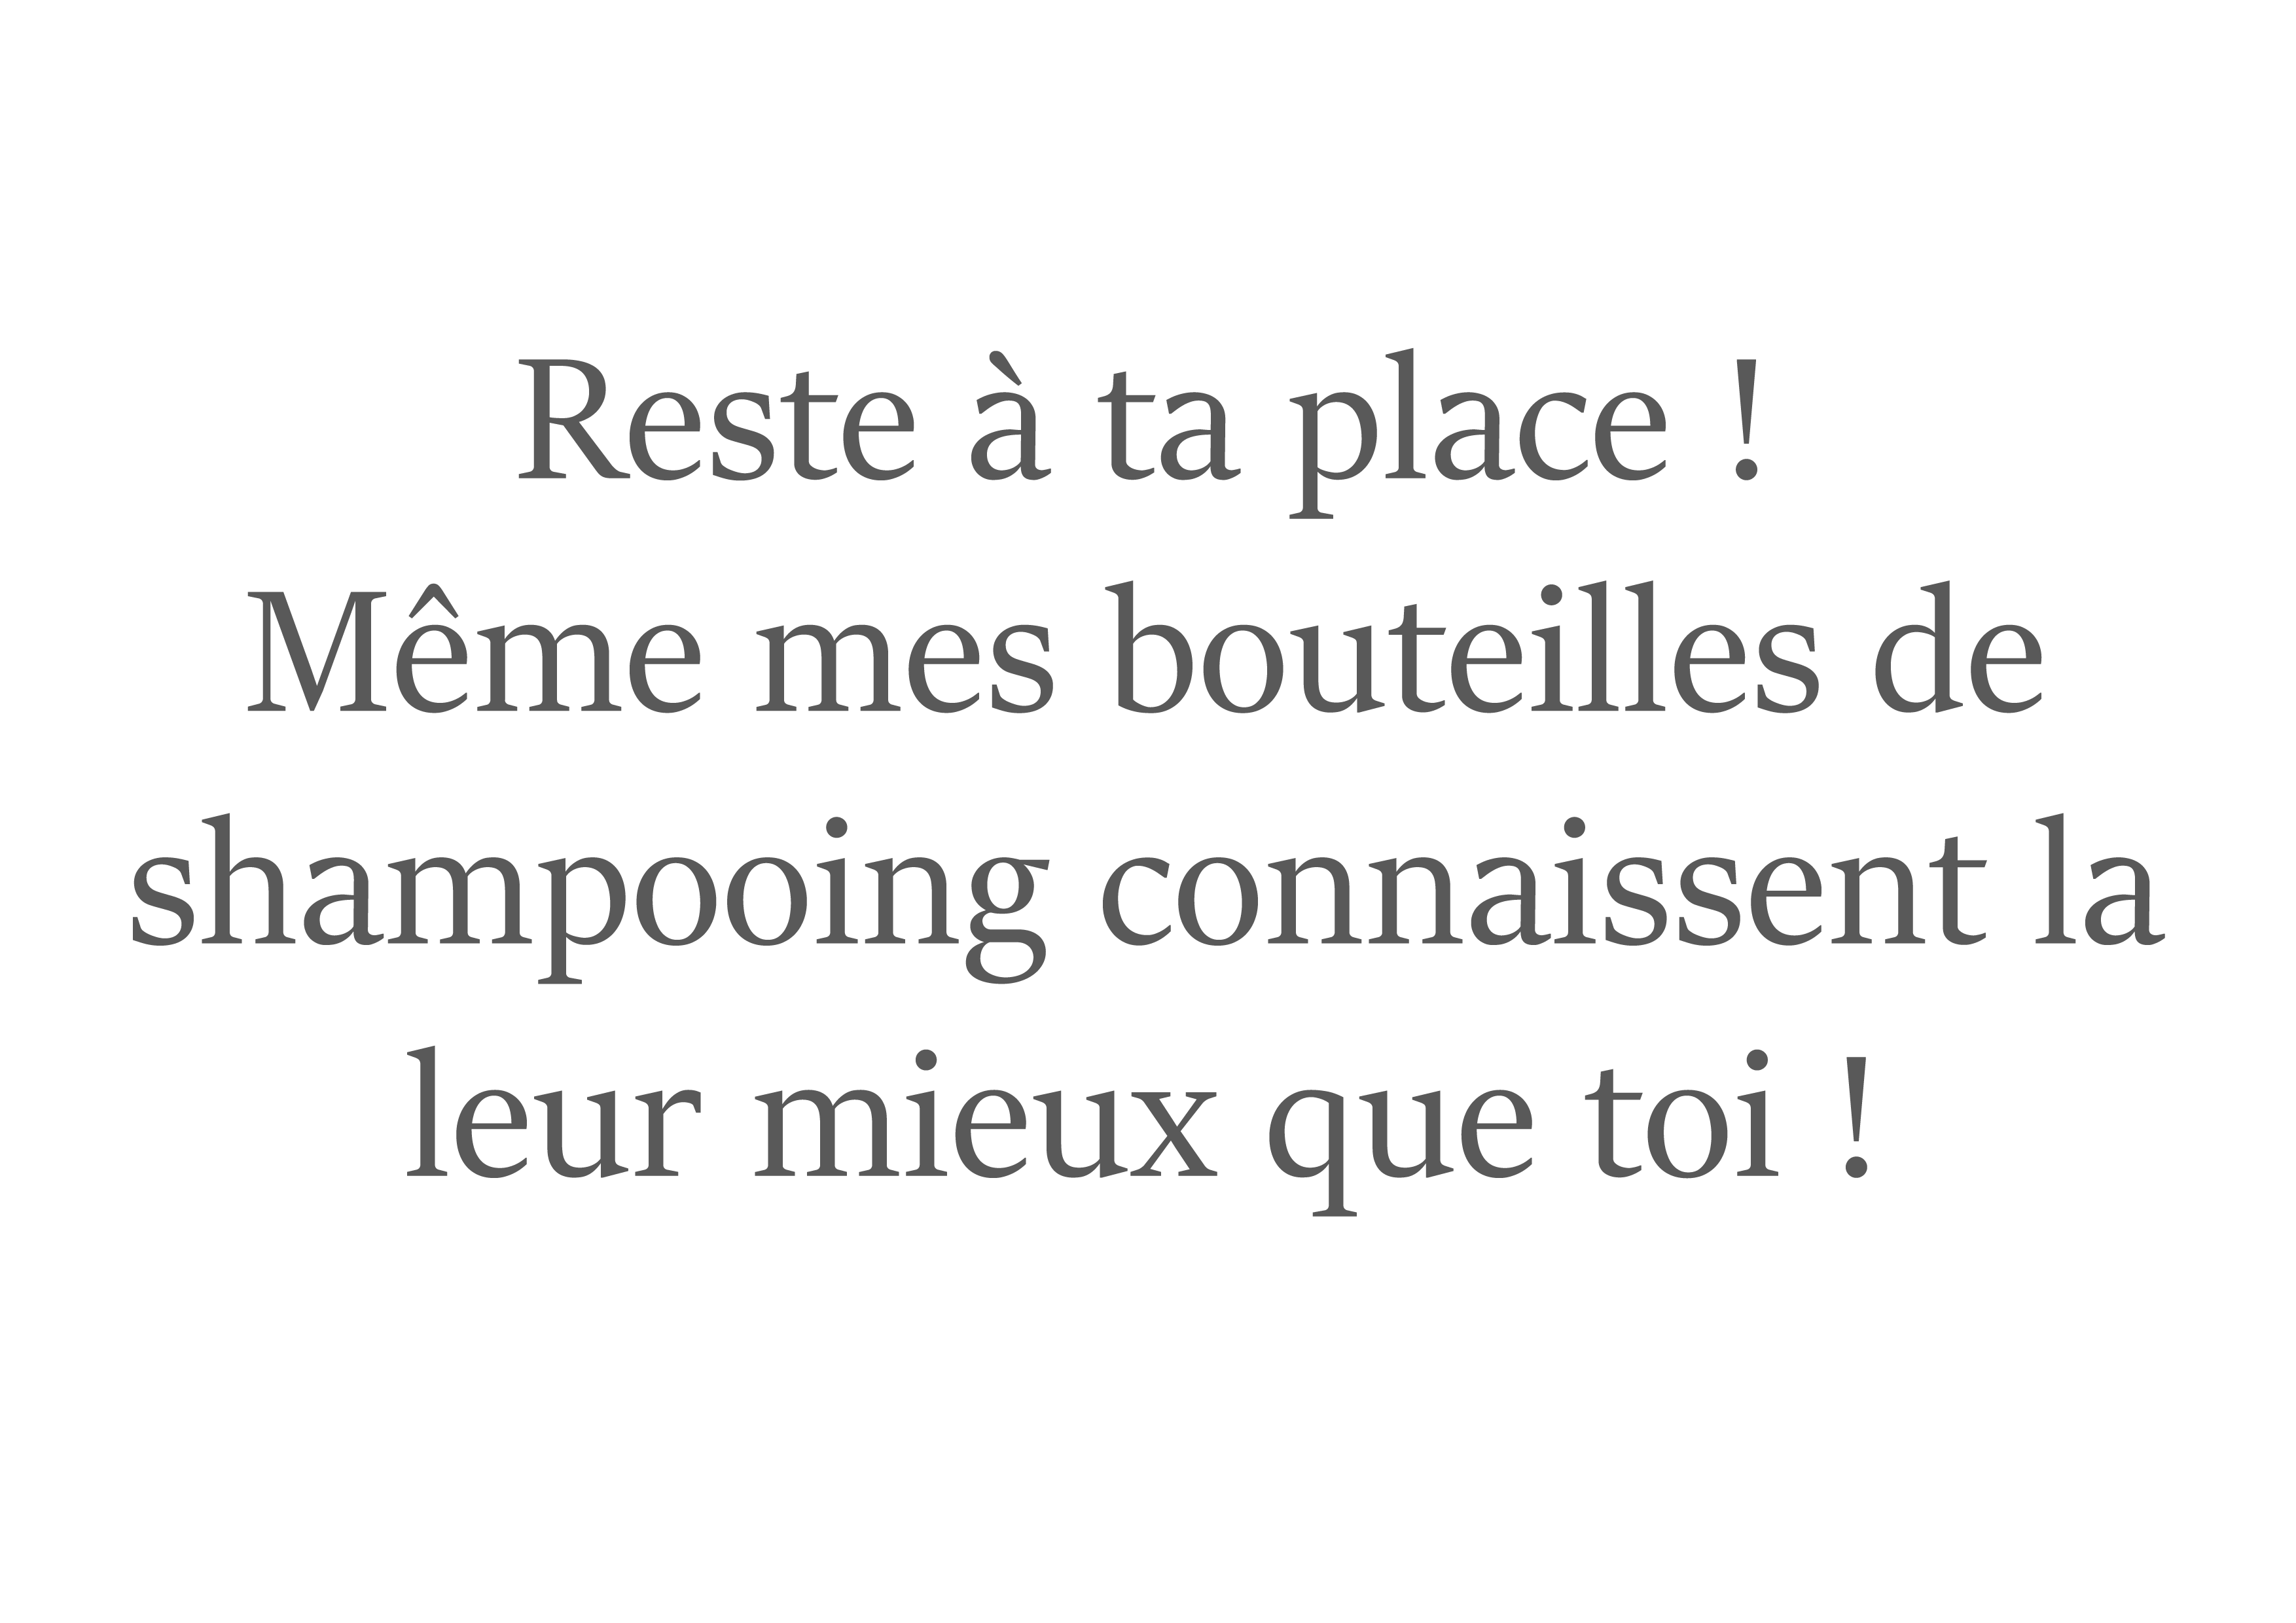 Reste à ta place !
Même mes bouteilles de
shampooing connaissent la
leur mieux que toi !